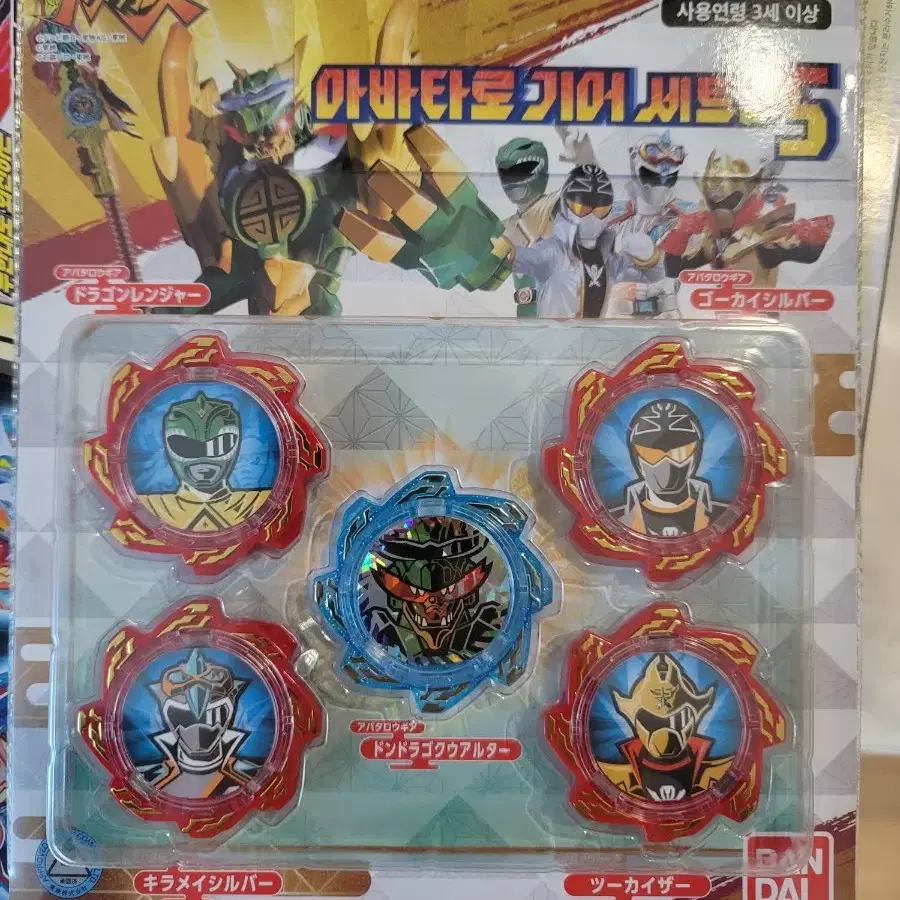 사용연령 3세 이상
아바타로 기어 세트 5
アバタロウギア
ドラゴンレンジャー
アバタロウギア
ゴーカイシルバー
アバタロウギア
ドンドラゴクウアルター
キラメイシルバー
ツーカイザー
BAN
DAI